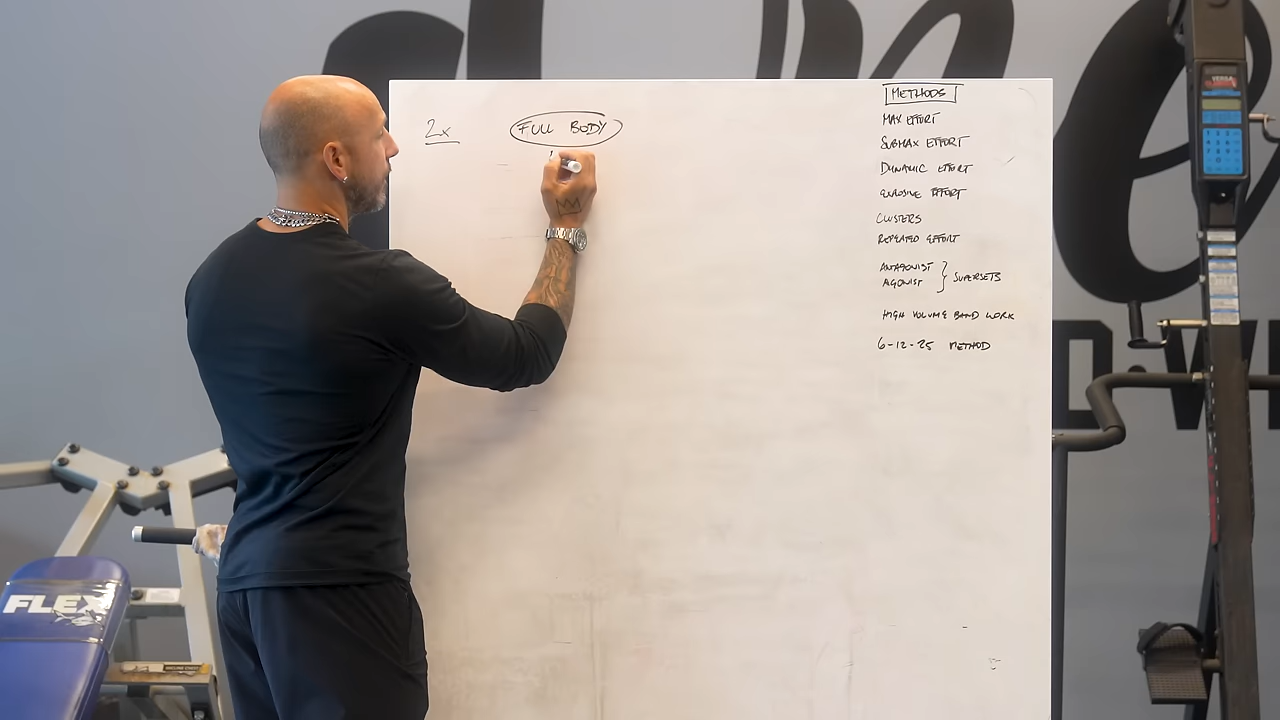 2x
FULL BODY
METHODS
MAX EFFORT
SUBMAX EFFORT
DYNAMIC EFFORT
EXPLOSIVE EFFORT
CLUSTERS
REPEATED EFFORT
ANTAGONIST
AGONIST
SUPERSETS
HIGH VOLUME BAND WORK
6-12-25 METHOD
FLEX